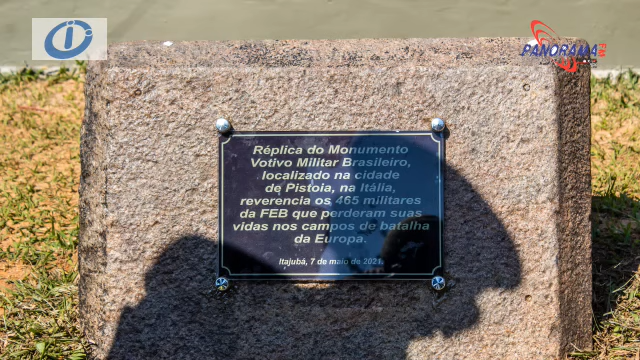 PANORAMA FM
Réplica do Monumento
Votivo Militar Brasileiro,
localizado na cidade
de Pistoia, na Itália,
reverencia os 465 militares
da FEB que perderam suas
vidas nos campos de batalha
da Europa.
Itajubá, 7 de maio de 2021.